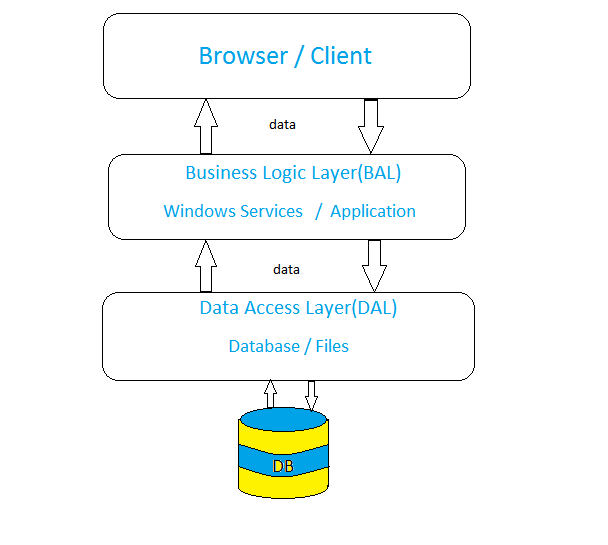 Browser / Client
data
Business Logic Layer(BAL)
Windows Services / Application
data
Data Access Layer(DAL)
Database / Files
DB